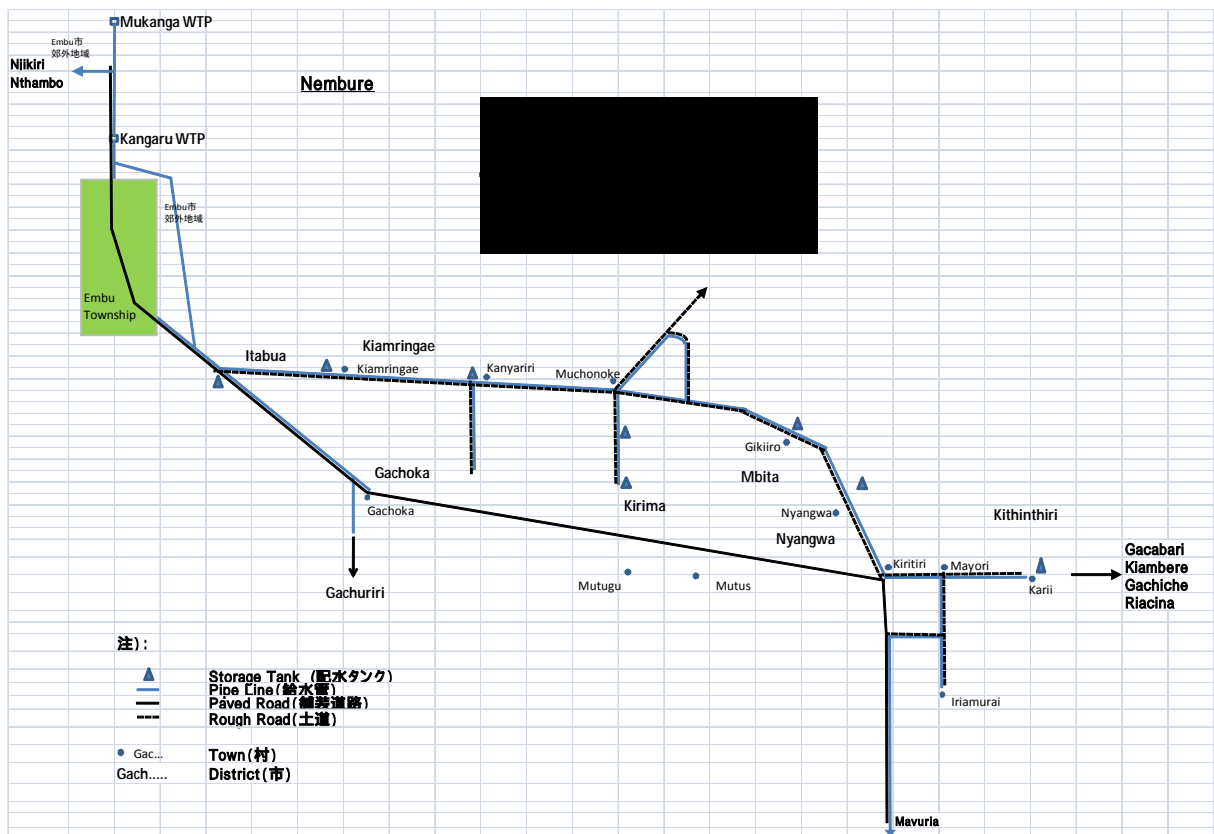 Mukanga WTP
Embu市
郊外地域
Njikiri
Nthambo
Nembure
Kangaru WTP
Embu市
郊外地域
Embu
Township
Itabua
Kiamringae
Kiamringae
Kanyariri
Muchonoke
Gikiiro
Mbita
Gachoka
Gachoka
Kirima
Nyangwa
Nyangwa
Kithinthiri
Kiritiri
Mayori
Karii
Gacabari
Kiambere
Gachiche
Riacina
Mutugu
Mutus
Gachuriri
Iriamurai
Mavuria
注):
Storage Tank (配水タンク)
Pipe Line(給水管)
Paved Road(舗装道路)
Rough Road(土道)
Gac... Town(村)
Gach..... District(市)